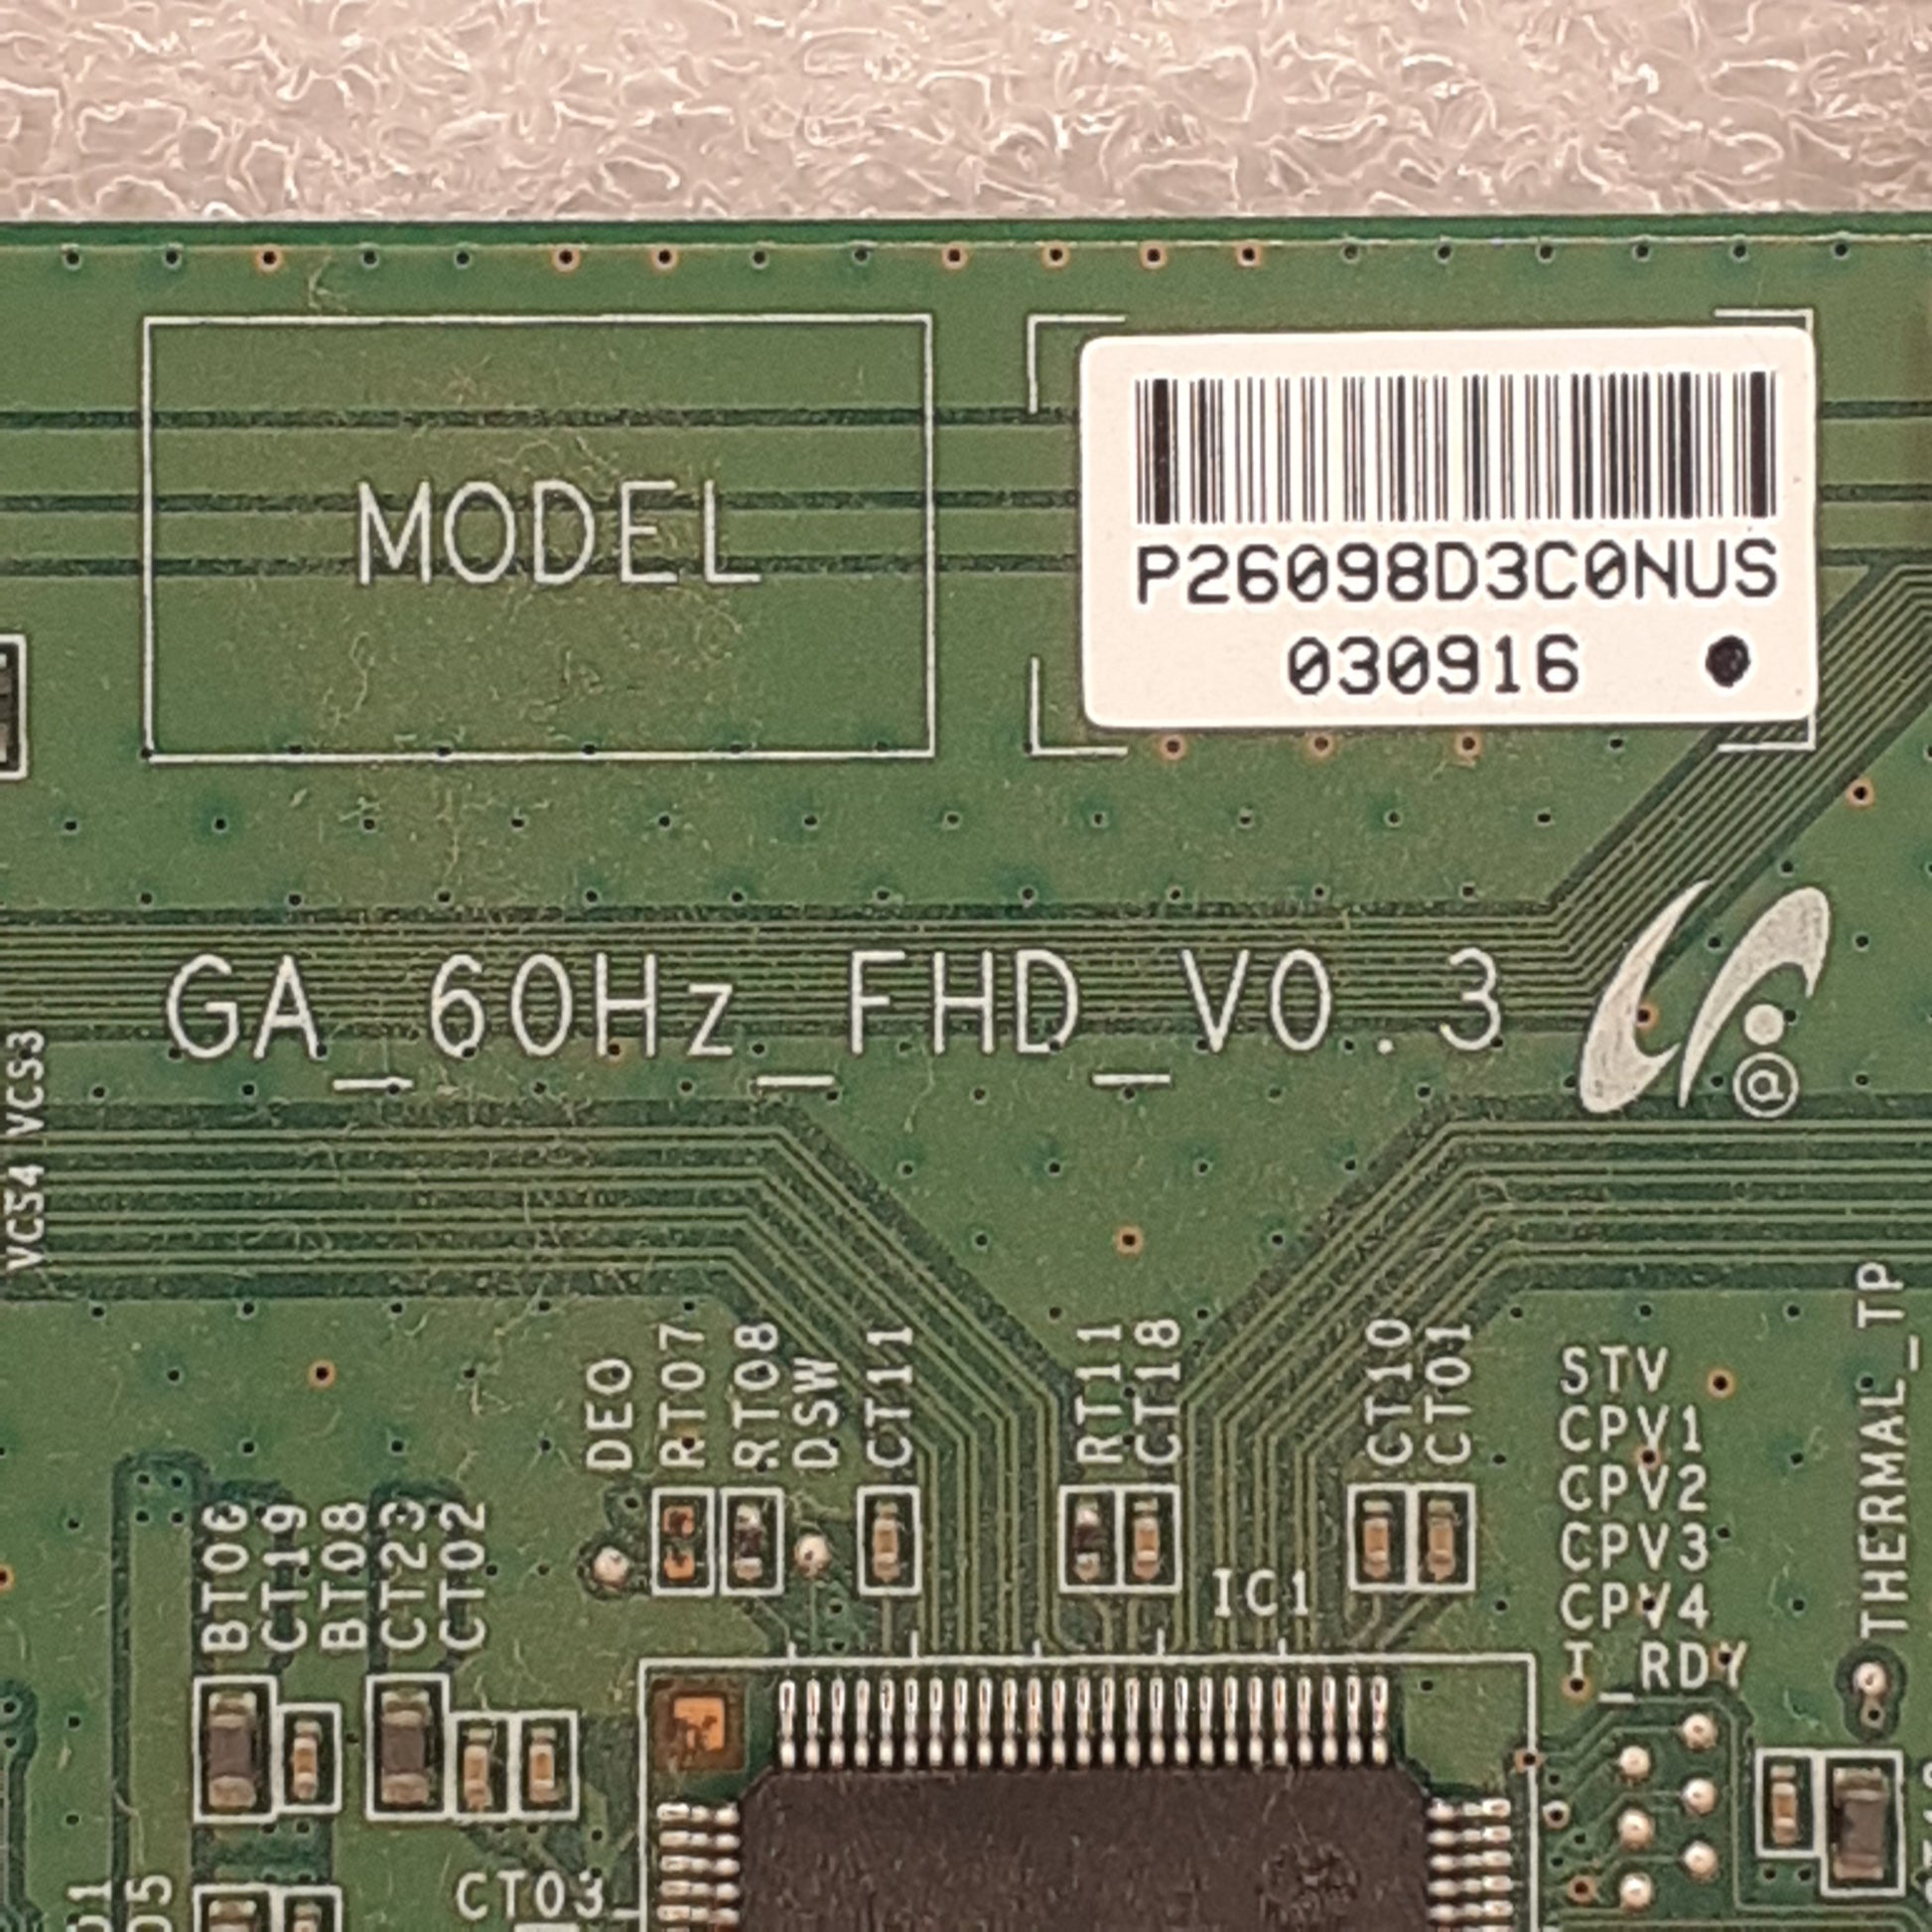 MODEL
P26098D3C0NUS
030916
GA_60Hz_FHD_V0.3
@
VCS4 VCS3
DEO
RT07
RT08
DSW
CT11
RT11
CT18
CT10
CT01
STV
CPV1
CPV2
CPV3
CPV4
T_RDY
THERMAL_TP
BT06
CT19
BT08
CT23
CT02
IC1
CT03